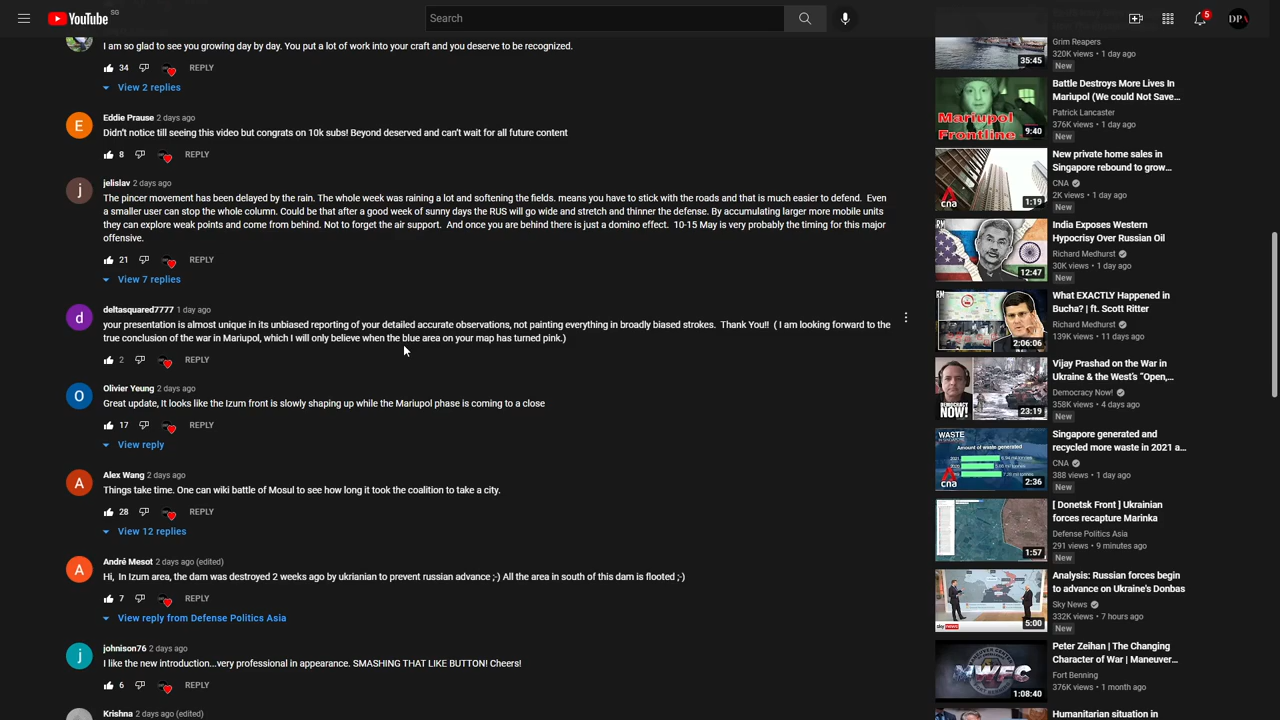 YouTube SG
Search
5
DPA
I am so glad to see you growing day by day. You put a lot of work into your craft and you deserve to be recognized.
34 REPLY
View 2 replies
Eddie Prause 2 days ago
Didn't notice till seeing this video but congrats on 10k subs! Beyond deserved and can't wait for all future content
8 REPLY
jelislav 2 days ago
The pincer movement has been delayed by the rain. The whole week was raining a lot and softening the fields. means you have to stick with the roads and that is much easier to defend. Even
a smaller user can stop the whole column. Could be that after a good week of sunny days the RUS will go wide and stretch and thinner the defense. By accumulating larger more mobile units
they can explore weak points and come from behind. Not to forget the air support. And once you are behind there is just a domino effect. 10-15 May is very probably the timing for this major
offensive.
21 REPLY
View 7 replies
deltasquared7777 1 day ago
your presentation is almost unique in its unbiased reporting of your detailed accurate observations, not painting everything in broadly biased strokes. Thank You!! ( I am looking forward to the
true conclusion of the war in Mariupol, which I will only believe when the blue area on your map has turned pink.)
2 REPLY
Olivier Yeung 2 days ago
Great update, It looks like the Izum front is slowly shaping up while the Mariupol phase is coming to a close
17 REPLY
View reply
Alex Wang 2 days ago
Things take time. One can wiki battle of Mosul to see how long it took the coalition to take a city.
28 REPLY
View 12 replies
André Mesot 2 days ago (edited)
Hi, In Izum area, the dam was destroyed 2 weeks ago by ukrianian to prevent russian advance ;-) All the area in south of this dam is flooted ;-)
7 REPLY
View reply from Defense Politics Asia
johnison76 2 days ago
I like the new introduction...very professional in appearance. SMASHING THAT LIKE BUTTON! Cheers!
6 REPLY
Krishna 2 days ago (edited)
35:45
Grim Reapers
320K views • 1 day ago
New
Mariupol
Frontline
9:40
Battle Destroys More Lives In
Mariupol (We could Not Save...
Patrick Lancaster
376K views • 1 day ago
New
cna
1:19
New private home sales in
Singapore rebound to grow...
CNA
2K views • 1 day ago
New
RM
12:47
India Exposes Western
Hypocrisy Over Russian Oil
Richard Medhurst
30K views • 1 day ago
New
RM
2:06:06
What EXACTLY Happened in
Bucha? | ft. Scott Ritter
Richard Medhurst
139K views • 11 days ago
DEMOCRACY
NOW!
23:19
Vijay Prashad on the War in
Ukraine & the West's "Open,...
Democracy Now!
358K views • 4 days ago
New
WASTE
IN SINGAPORE
Amount of waste generated
2021
cna
2:36
Singapore generated and
recycled more waste in 2021 a...
CNA
388 views • 1 day ago
New
1:57
[ Donetsk Front ] Ukrainian
forces recapture Marinka
Defense Politics Asia
291 views • 9 minutes ago
New
sky news
5:00
Analysis: Russian forces begin
to advance on Ukraine's Donbas
Sky News
332K views • 7 hours ago
New
MWFC
1:08:40
Peter Zeihan | The Changing
Character of War | Maneuver...
Fort Benning
376K views • 1 month ago
Humanitarian situation in